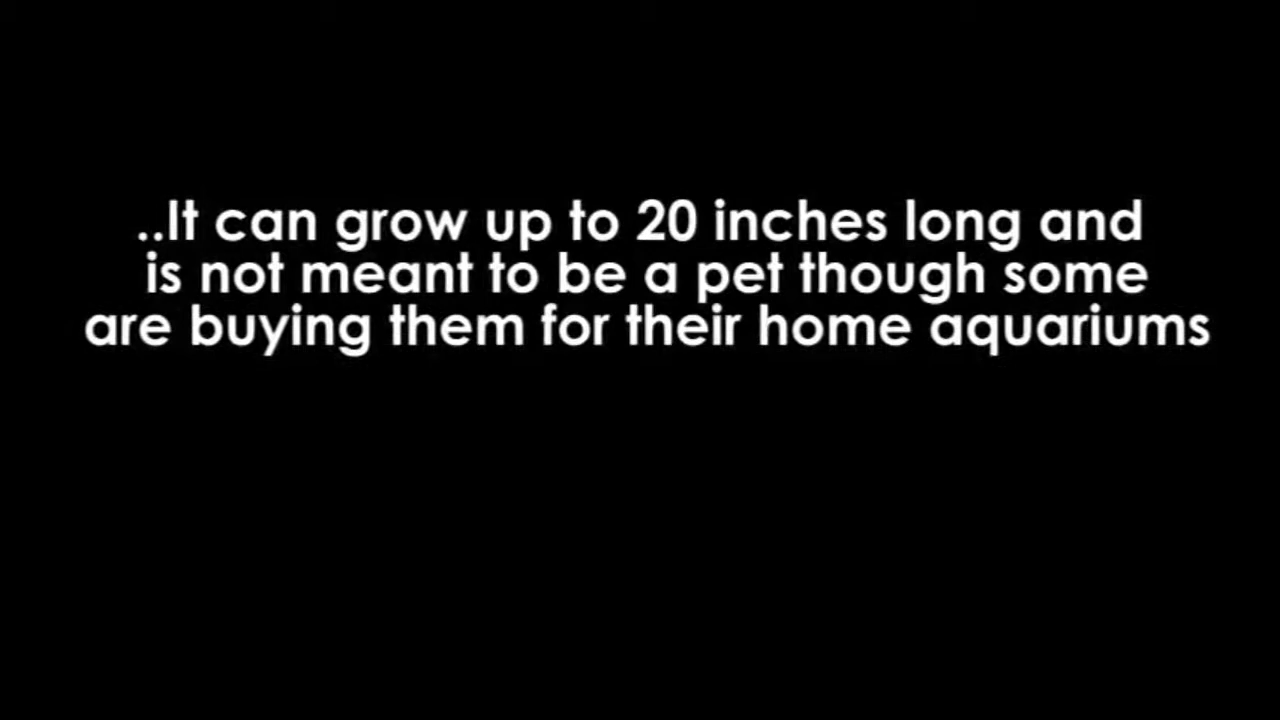 ..It can grow up to 20 inches long and
is not meant to be a pet though some
are buying them for their home aquariums